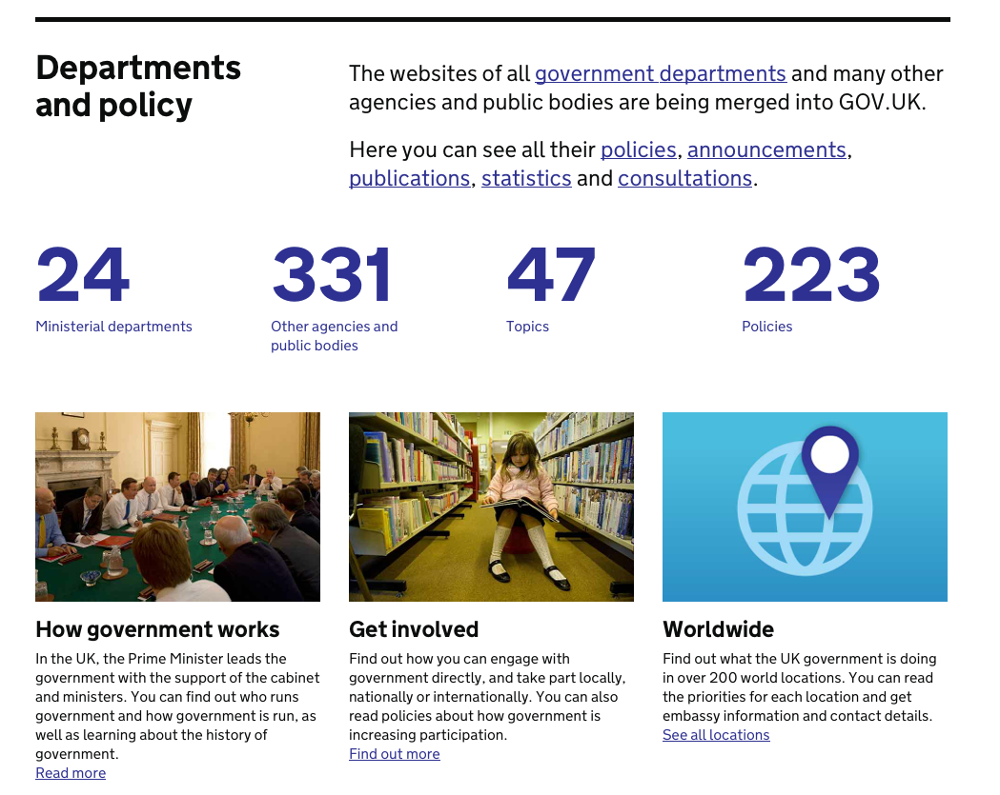 Departments
and policy
The websites of all government departments and many other
agencies and public bodies are being merged into GOV.UK.
Here you can see all their policies, announcements,
publications, statistics and consultations.
24
Ministerial departments
331
Other agencies and
public bodies
47
Topics
223
Policies
How government works
In the UK, the Prime Minister leads the
government with the support of the cabinet
and ministers. You can find out who runs
government and how government is run, as
well as learning about the history of
government.
Read more
Get involved
Find out how you can engage with
government directly, and take part locally,
nationally or internationally. You can also
read policies about how government is
increasing participation.
Find out more
Worldwide
Find out what the UK government is doing
in over 200 world locations. You can read
the priorities for each location and get
embassy information and contact details.
See all locations